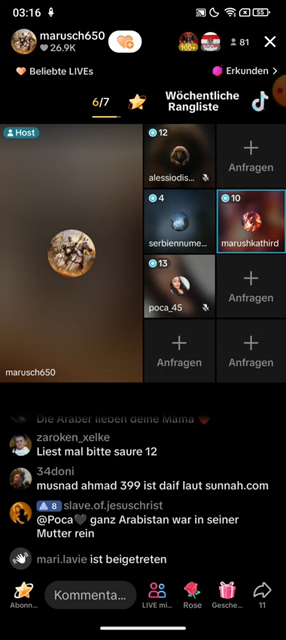 03:16
55
marusch650
26.9K
100+
100+
81
Beliebte LIVEs
Erkunden >
6/7
Wöchentliche
Rangliste
Host
12
alessiodis...
Anfragen
4
serbiennume...
10
marushkathird
13
poca_45
Anfragen
marusch650
Anfragen
Anfragen
Die Araber lieben deine Mama
zaroken_xelke
Liest mal bitte saure 12
34doni
musnad ahmad 399 ist daif laut sunnah.com
8 slave.of.jesuschrist
@Poca🖤 ganz Arabistan war in seiner
Mutter rein
mari.lavie ist beigetreten
Abonn...
Kommenta...
LIVE mi...
Rose
Gesche...
11